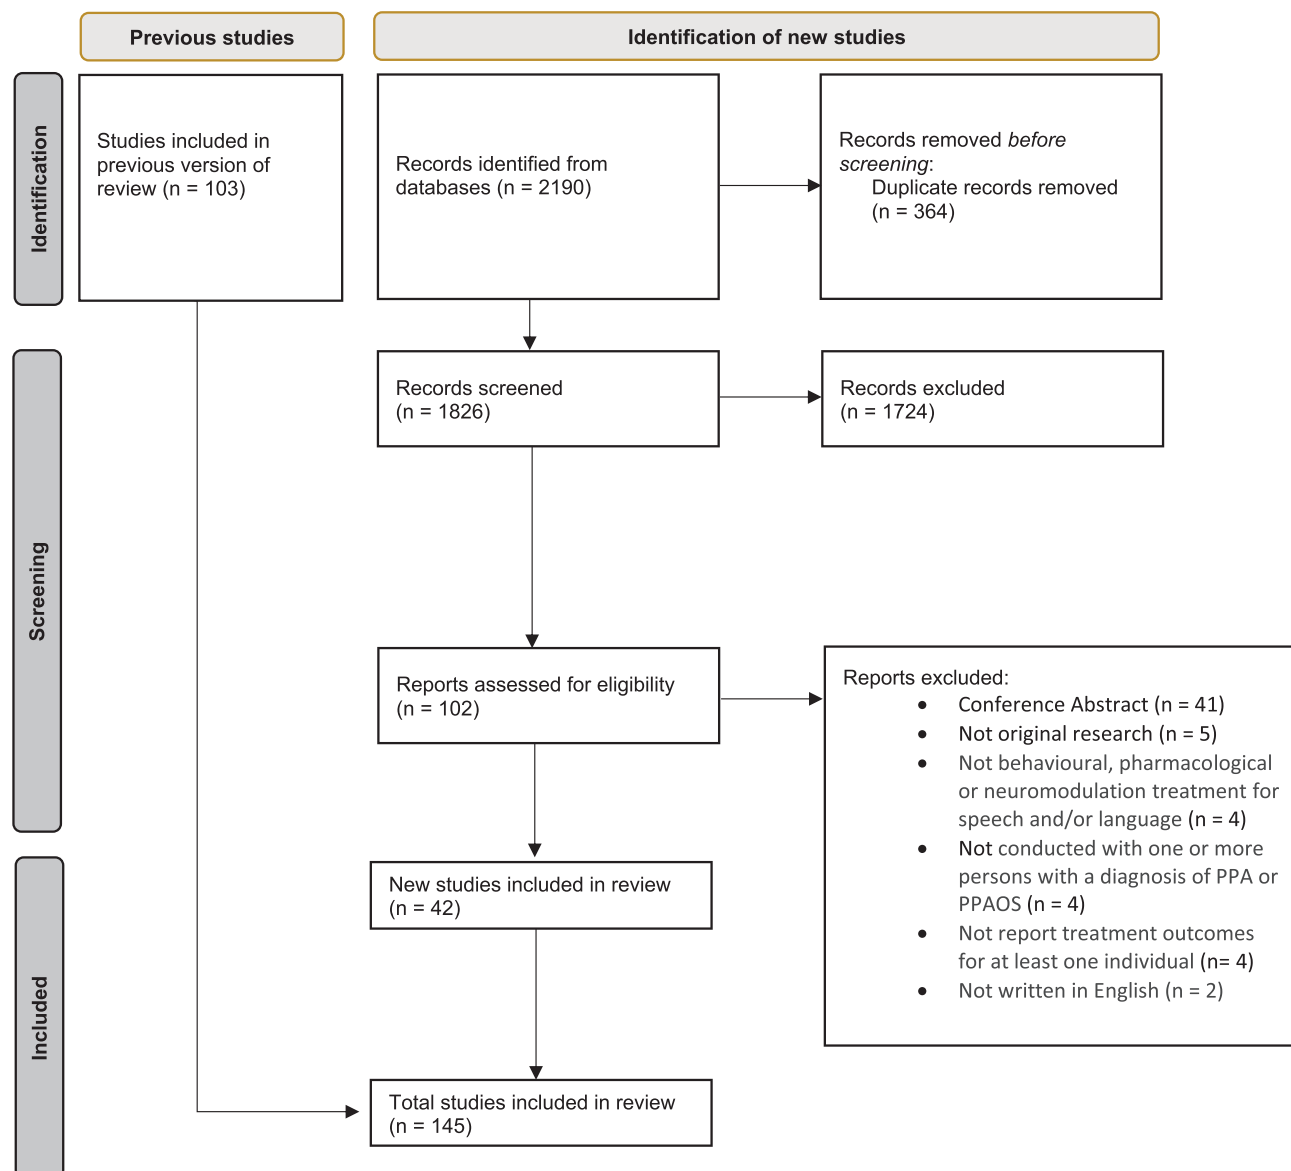 Previous studies
Identification of new studies
Identification
Studies included in
previous version of
review (n = 103)
Records identified from
databases (n = 2190)
Records removed before
screening:
Duplicate records removed
(n = 364)
Screening
Records screened
(n = 1826)
Records excluded
(n = 1724)
Reports assessed for eligibility
(n = 102)
Reports excluded:
• Conference Abstract (n = 41)
• Not original research (n = 5)
• Not behavioural, pharmacological
or neuromodulation treatment for
speech and/or language (n = 4)
• Not conducted with one or more
persons with a diagnosis of PPA or
PPAOS (n = 4)
• Not report treatment outcomes
for at least one individual (n= 4)
• Not written in English (n = 2)
Included
New studies included in review
(n = 42)
Total studies included in review
(n = 145)